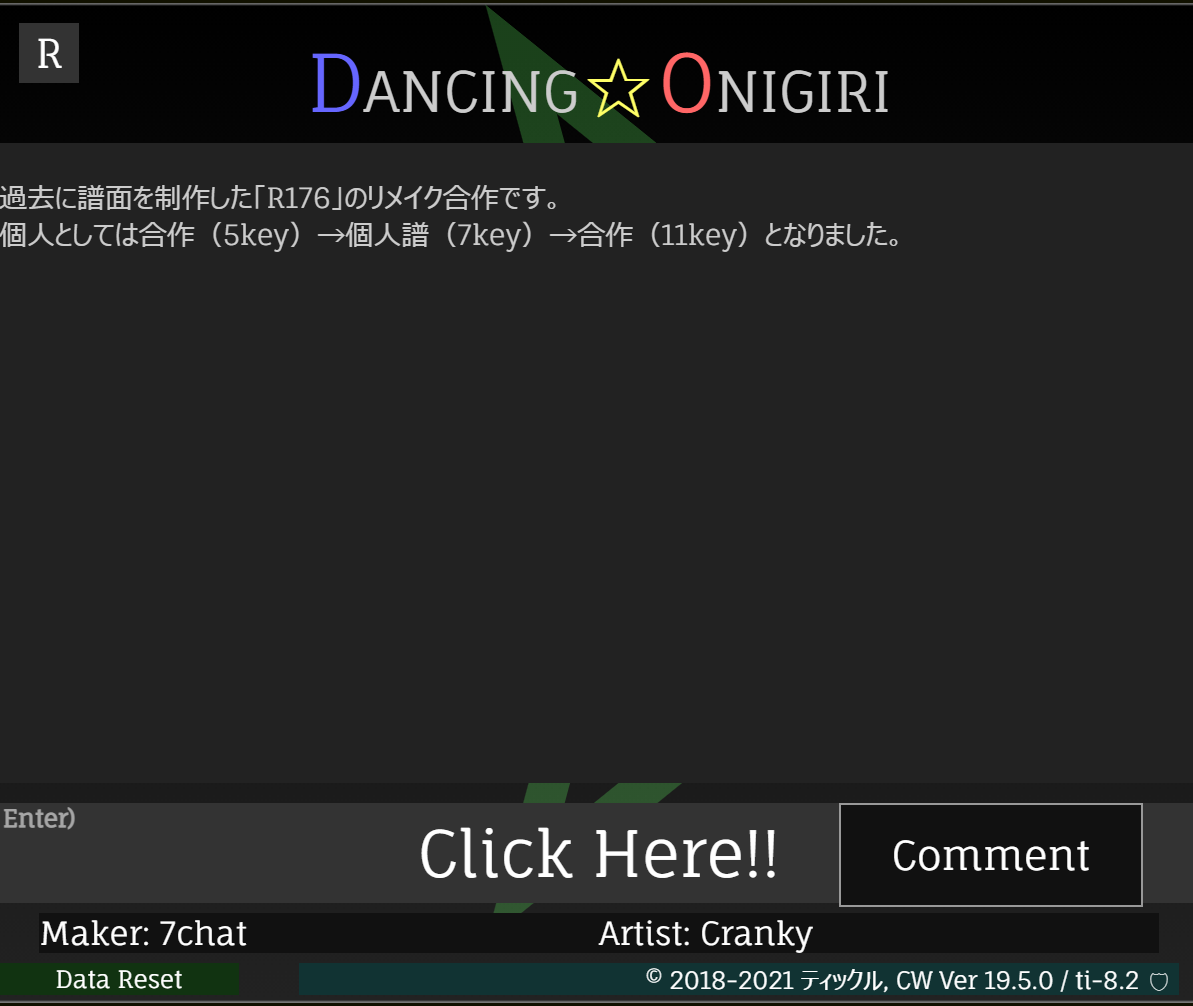 R
DANCING☆ONIGIRI
過去に譜面を制作した「R176」のリメイク合作です。
個人としては合作（5key）→個人譜（7key）→合作（11key）となりました。
Enter)
Click Here!!
Comment
Maker: 7chat
Artist: Cranky
Data Reset
© 2018-2021 ティックル, CW Ver 19.5.0 / ti-8.2